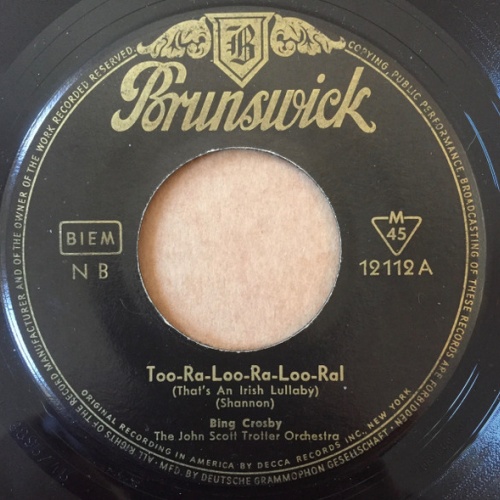 B
Brunswick
ALL RIGHTS OF THE RECORD MANUFACTURER AND OF THE OWNER OF THE WORK RECORDED RESERVED.
COPYING, PUBLIC PERFORMANCE, BROADCASTING OF THESE RECORDS ARE FORBIDDEN
BIEM
NB
M
45
12112 A
Too-Ra-Loo-Ra-Loo-Ral
(That's An Irish Lullaby)
(Shannon)
Bing Crosby
The John Scott Trotter Orchestra
ORIGINAL RECORDING IN AMERICA BY DECCA RECORDS INC., NEW YORK
· MFD. BY DEUTSCHE GRAMMOPHON GESELLSCHAFT ·